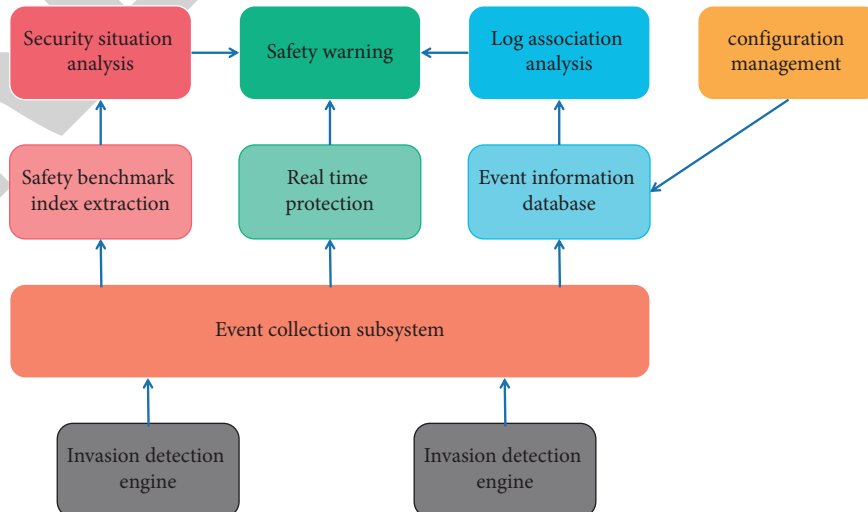 Security situation
analysis
Safety warning
Log association
analysis
configuration
management
Safety benchmark
index extraction
Real time
protection
Event information
database
Event collection subsystem
Invasion detection
engine
Invasion detection
engine